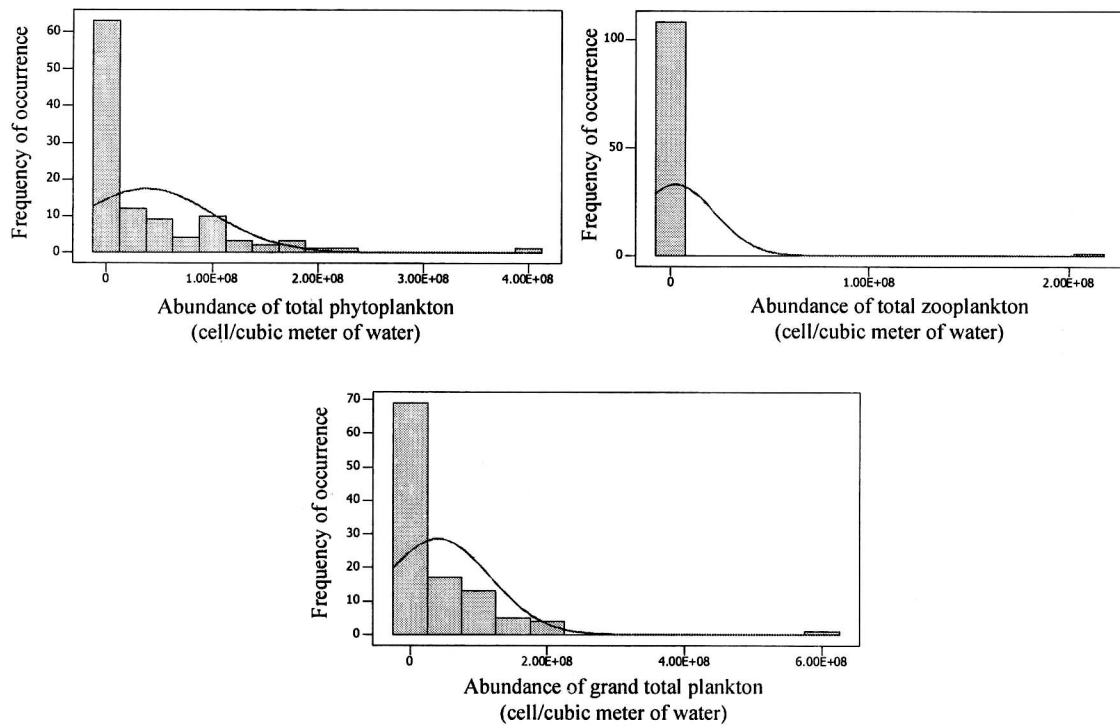 Frequency of occurrence
60
50
40
30
20
10
0
0
1.00E+08
2.00E+08
3.00E+08
4.00E+08
Abundance of total phytoplankton
(cell/cubic meter of water)
Frequency of occurrence
100
50
0
0
1.00E+08
2.00E+08
Abundance of total zooplankton
(cell/cubic meter of water)
Frequency of occurrence
70
60
50
40
30
20
10
0
0
2.00E+08
4.00E+08
6.00E+08
Abundance of grand total plankton
(cell/cubic meter of water)